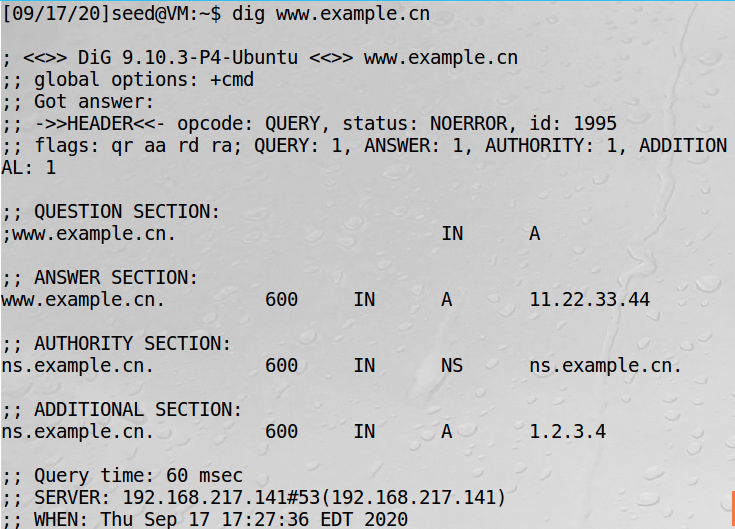 [09/17/20]seed@VM:~$ dig www.example.cn
; <<>> DiG 9.10.3-P4-Ubuntu <<>> www.example.cn
;; global options: +cmd
;; Got answer:
;; ->>HEADER<<- opcode: QUERY, status: NOERROR, id: 1995
;; flags: qr aa rd ra; QUERY: 1, ANSWER: 1, AUTHORITY: 1, ADDITION
AL: 1
;; QUESTION SECTION:
;www.example.cn. IN A
;; ANSWER SECTION:
www.example.cn. 600 IN A 11.22.33.44
;; AUTHORITY SECTION:
ns.example.cn. 600 IN NS ns.example.cn.
;; ADDITIONAL SECTION:
ns.example.cn. 600 IN A 1.2.3.4
;; Query time: 60 msec
;; SERVER: 192.168.217.141#53(192.168.217.141)
;; WHEN: Thu Sep 17 17:27:36 EDT 2020